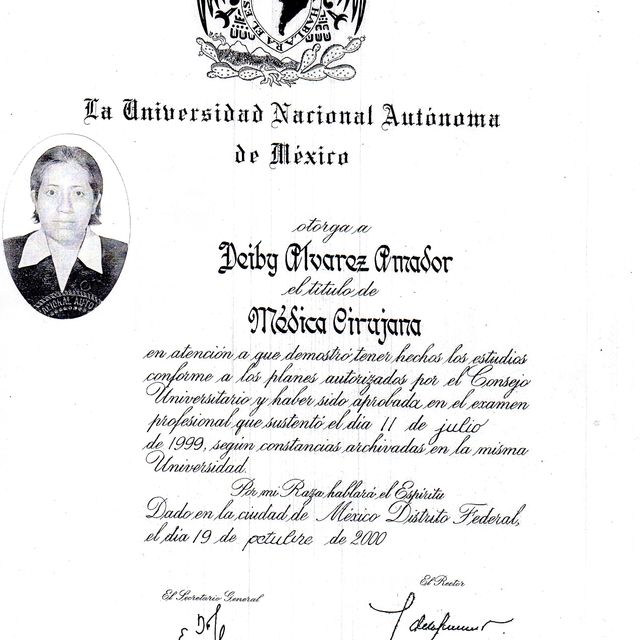 HABLARA EL ES
La Universidad Nacional Autónoma
de México
otorga a
Deiby Alvarez Amador
el título de
Médica Cirujana
en atención a que demostró tener hechos los estudios
conforme a los planes autorizados por el Consejo
Universitario y haber sido aprobada en el examen
profesional que sustentó el día 11 de julio
de 1999, según constancias archivadas en la misma
Universidad.
Por mi Raza hablará el Espíritu
Dado en la ciudad de México Distrito Federal,
el día 19 de octubre de 2000
El Secretario General
El Rector